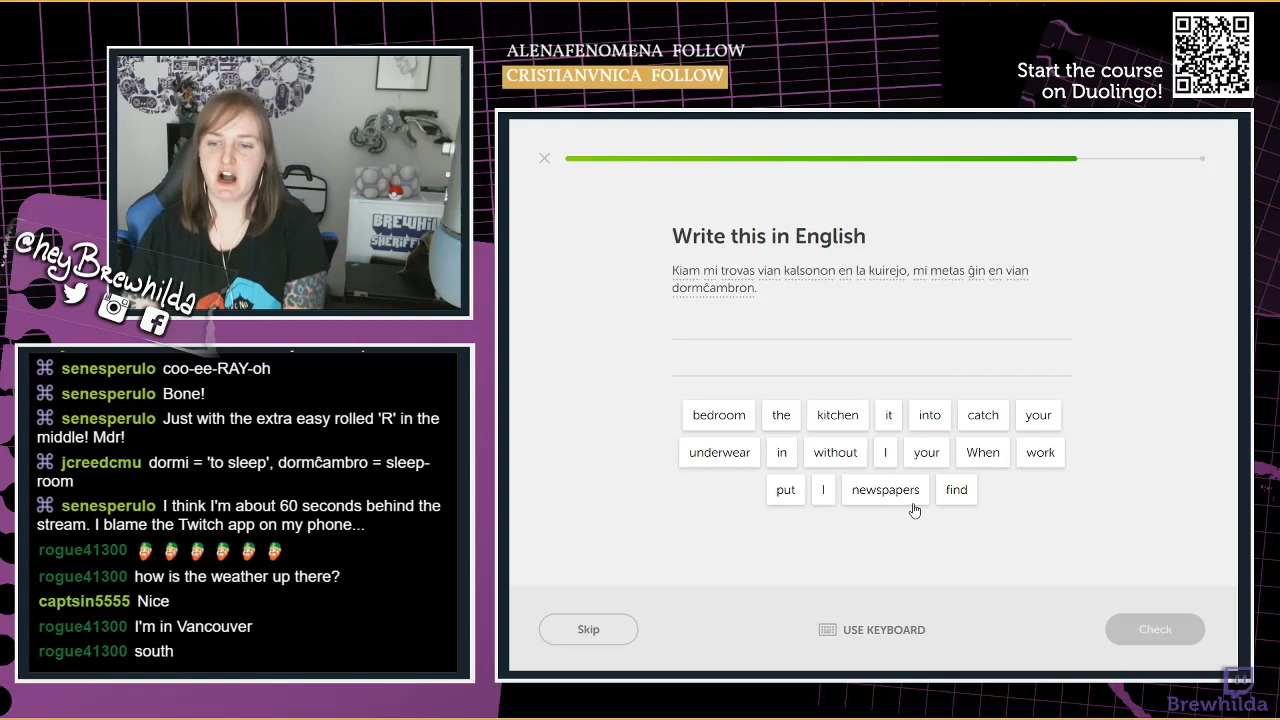 ALENAFENOMENA FOLLOW
CRISTIANVNICA FOLLOW
Start the course
on Duolingo!
@heyBrewhilda
BREWHIL
SHERIFF
Write this in English
Kiam mi trovas vian kalsonon en la kuirejo, mi metas ĝin en vian
dormĉambron.
bedroom the kitchen it into catch your
underwear in without I your When work
put I newspapers find
Skip
USE KEYBOARD
Check
senesperulo coo-ee-RAY-oh
senesperulo Bone!
senesperulo Just with the extra easy rolled 'R' in the
middle! Mdr!
jcreedcmu dormi = 'to sleep', dormĉambro = sleep-
room
senesperulo I think I'm about 60 seconds behind the
stream. I blame the Twitch app on my phone...
rogue41300
rogue41300 how is the weather up there?
captsin5555 Nice
rogue41300 I'm in Vancouver
rogue41300 south
Brewhilda